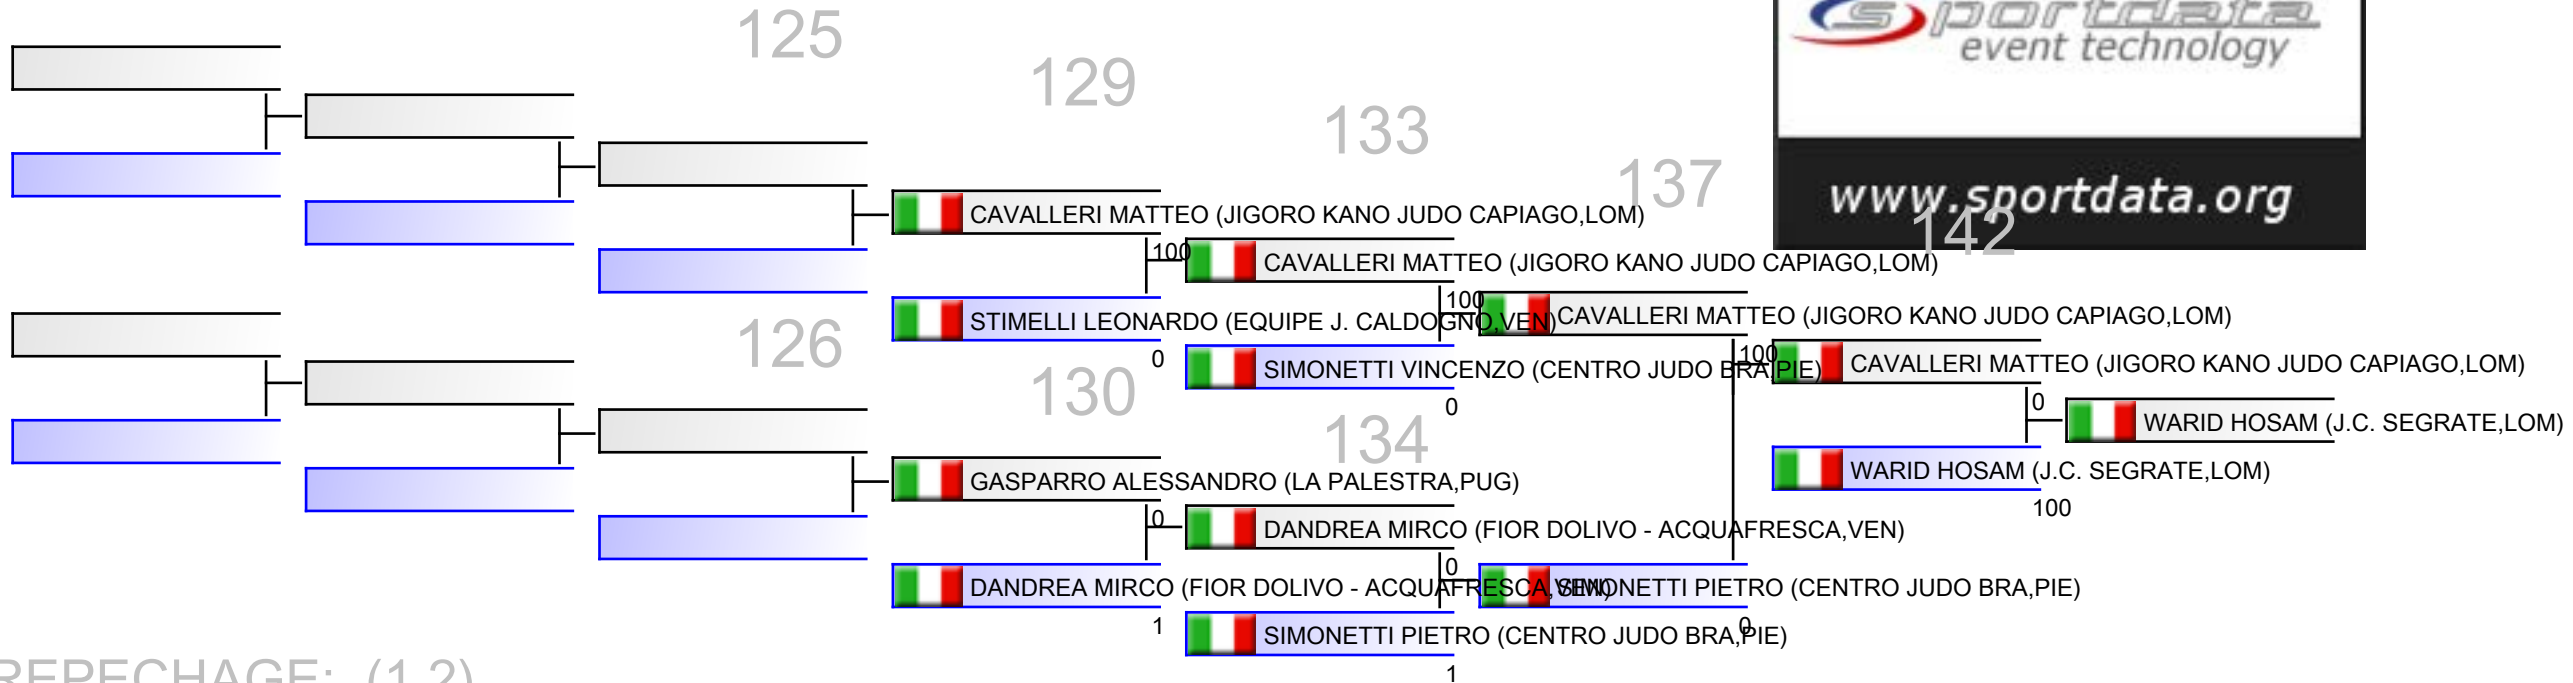 sportdata
event technology
www.sportdata.org
125
129
133
137
142
CAVALLERI MATTEO (JIGORO KANO JUDO CAPIAGO,LOM)
100
CAVALLERI MATTEO (JIGORO KANO JUDO CAPIAGO,LOM)
STIMELLI LEONARDO (EQUIPE J. CALDOGNO,VEN)
0
100
CAVALLERI MATTEO (JIGORO KANO JUDO CAPIAGO,LOM)
SIMONETTI VINCENZO (CENTRO JUDO BRA,PIE)
0
100
CAVALLERI MATTEO (JIGORO KANO JUDO CAPIAGO,LOM)
0
WARID HOSAM (J.C. SEGRATE,LOM)
WARID HOSAM (J.C. SEGRATE,LOM)
100
126
130
134
GASPARRO ALESSANDRO (LA PALESTRA,PUG)
0
DANDREA MIRCO (FIOR DOLIVO - ACQUAFRESCA,VEN)
DANDREA MIRCO (FIOR DOLIVO - ACQUAFRESCA,VEN)
1
0
SIMONETTI PIETRO (CENTRO JUDO BRA,PIE)
0
SIMONETTI PIETRO (CENTRO JUDO BRA,PIE)
1
REPECHAGE: (1,2)